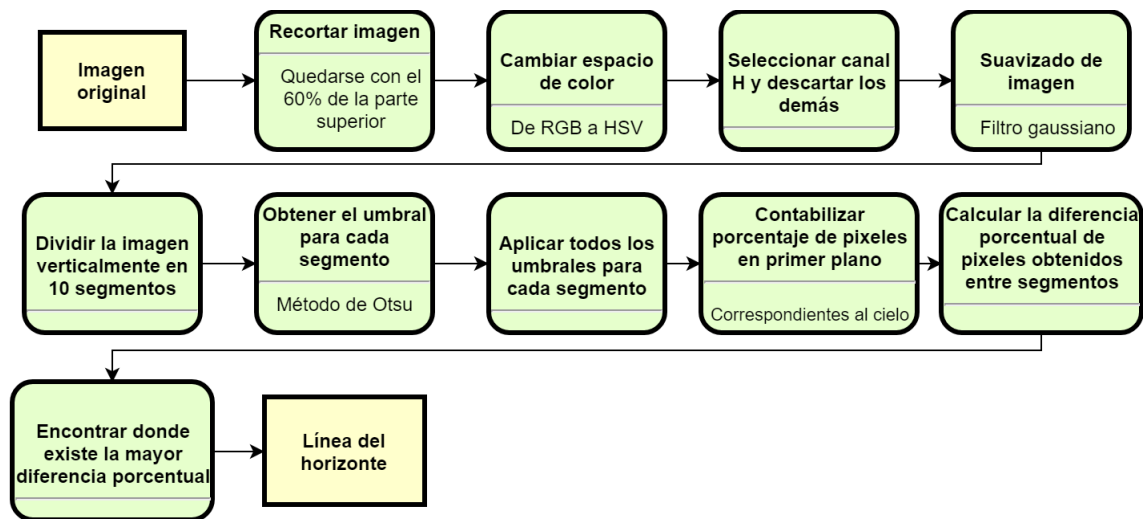 Imagen
original
Recortar imagen
Quedarse con el
60% de la parte
superior
Cambiar espacio
de color
De RGB a HSV
Seleccionar canal
H y descartar los
demás
Suavizado de
imagen
Filtro gaussiano
Dividir la imagen
verticalmente en
10 segmentos
Obtener el umbral
para cada
segmento
Método de Otsu
Aplicar todos los
umbrales para
cada segmento
Contabilizar
porcentaje de pixeles
en primer plano
Correspondientes al cielo
Calcular la diferencia
porcentual de
pixeles obtenidos
entre segmentos
Encontrar donde
existe la mayor
diferencia porcentual
Línea del
horizonte